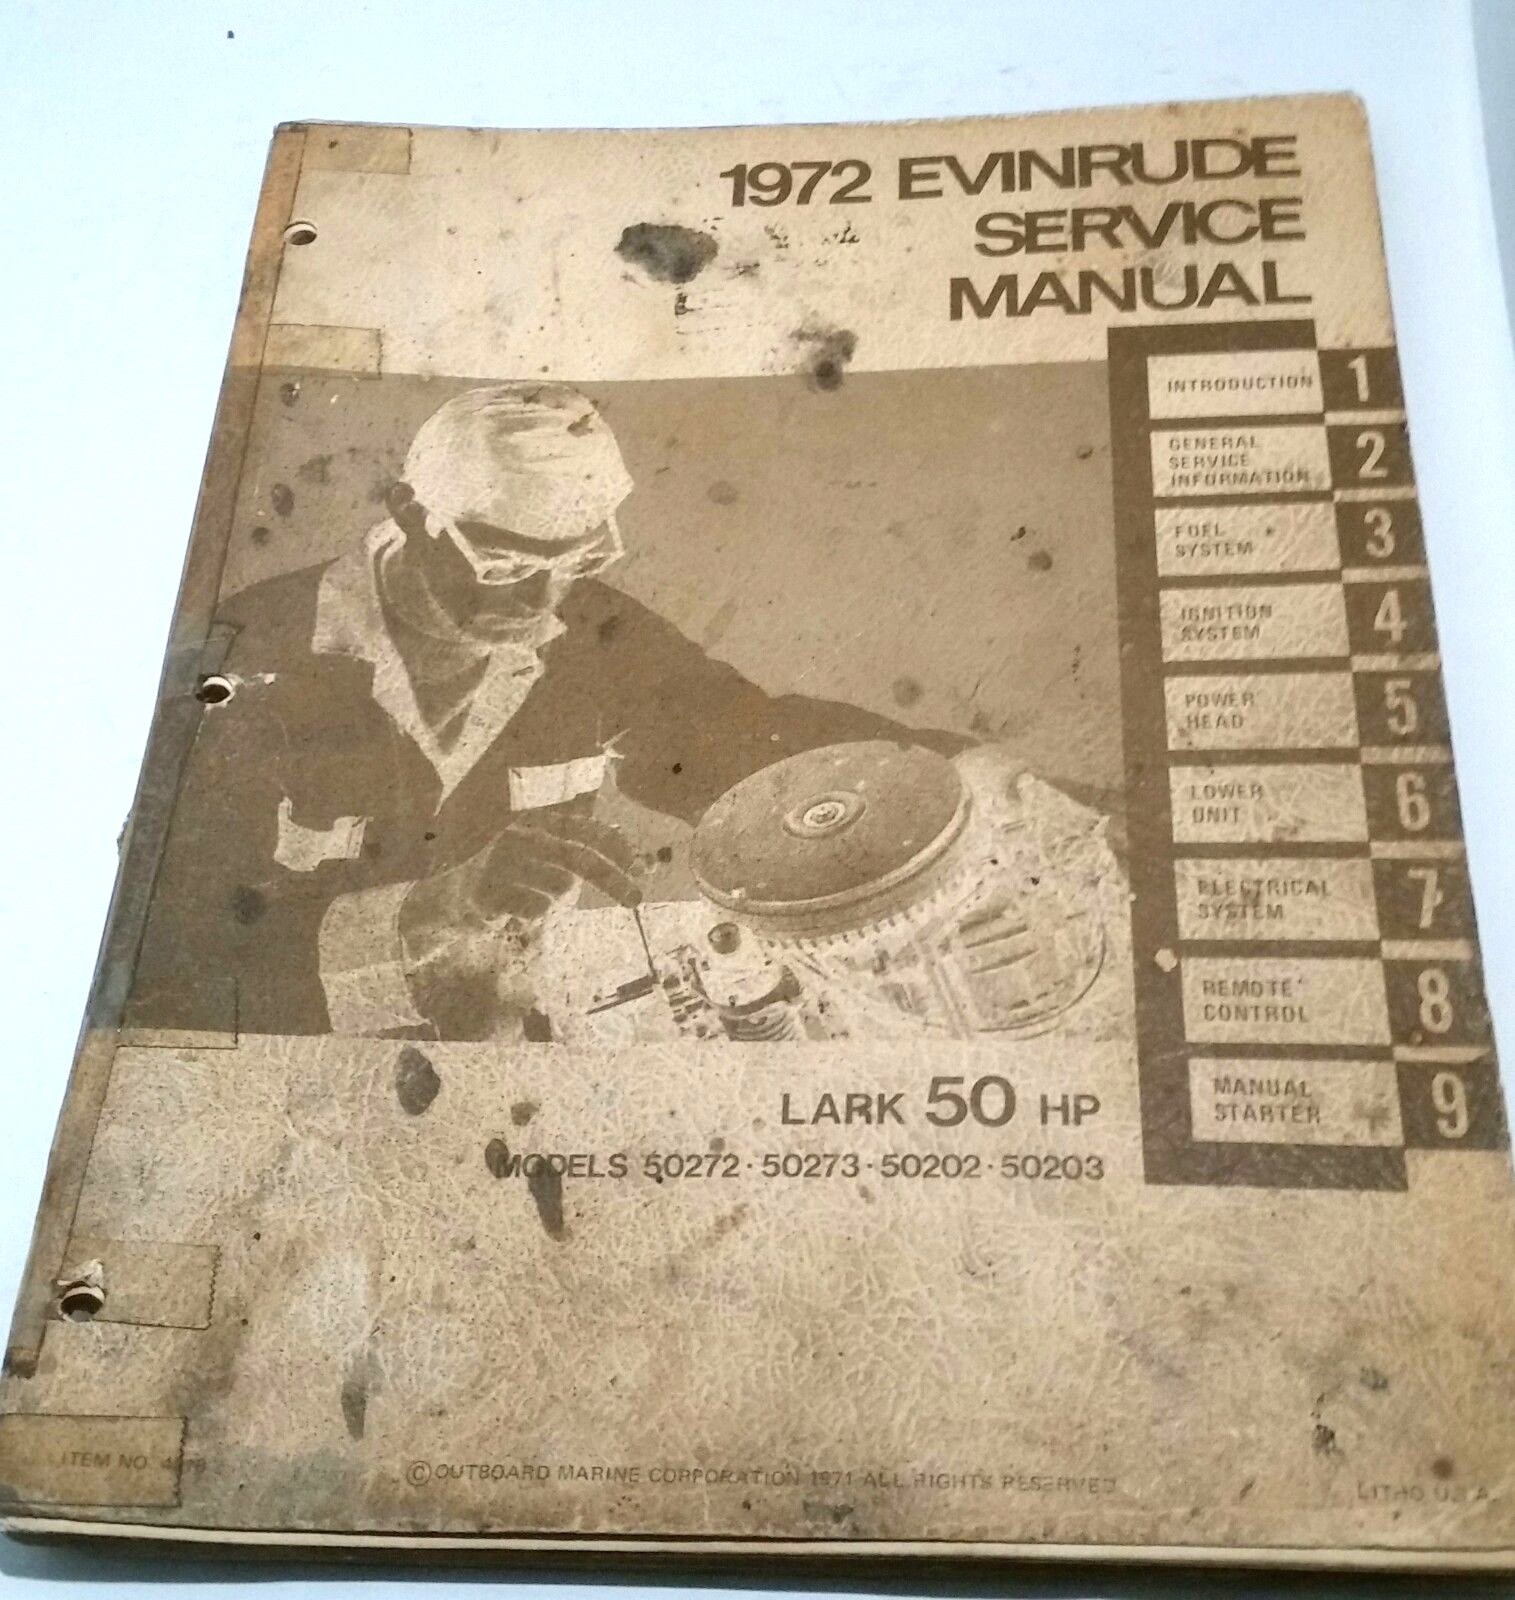 1972 EVINRUDE
SERVICE
MANUAL
INTRODUCTION 1
GENERAL
SERVICE
INFORMATION
2
FUEL
SYSTEM
3
IGNITION
SYSTEM
4
POWER
HEAD
5
LOWER
UNIT
6
ELECTRICAL
SYSTEM
7
REMOTE
CONTROL
8
MANUAL
STARTER
9
LARK 50 HP
MODELS 50272·50273·50202·50203
ITEM NO.
©OUTBOARD MARINE CORPORATION 1971 ALL RIGHTS RESERVED
LITHO U.S.A.